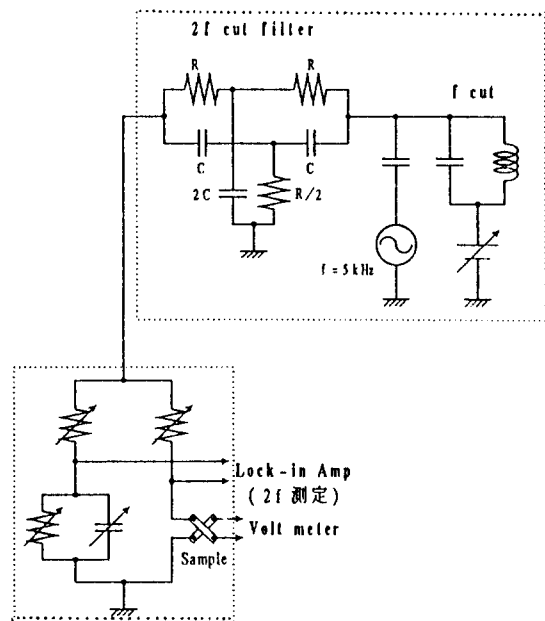 2f cut filter
R
R
f cut
C
C
2C
R/2
f = 5kHz
Lock-in Amp
( 2f 測定 )
Volt meter
Sample